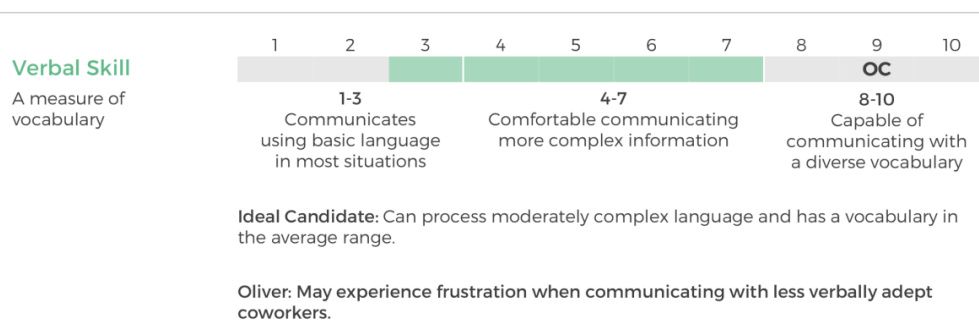 1 2 3 4 5 6 7 8 9 10
Verbal Skill
OC
A measure of
vocabulary
1-3
Communicates
using basic language
in most situations
4-7
Comfortable communicating
more complex information
8-10
Capable of
communicating with
a diverse vocabulary
Ideal Candidate: Can process moderately complex language and has a vocabulary in
the average range.
Oliver: May experience frustration when communicating with less verbally adept
coworkers.